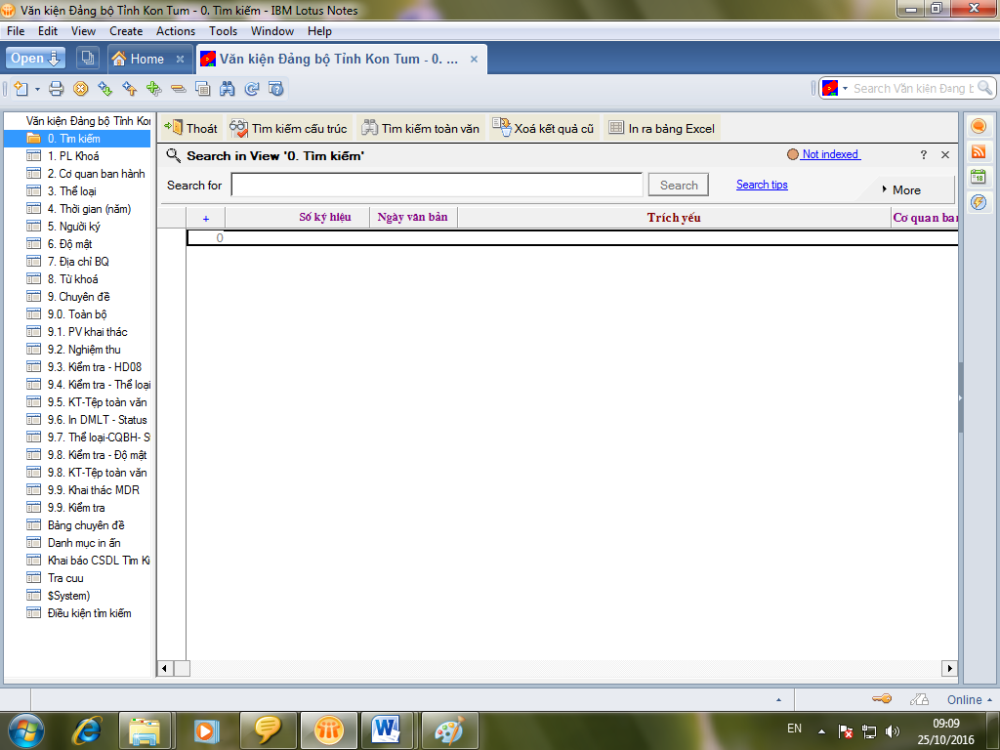 Văn kiện Đảng bộ Tỉnh Kon Tum - 0. Tìm kiếm - IBM Lotus Notes
File Edit View Create Actions Tools Window Help
Open Home Văn kiện Đảng bộ Tỉnh Kon Tum - 0. ...
Search Văn kiện Đảng b
Văn kiện Đảng bộ Tỉnh Kon
0. Tìm kiếm
1. PL Khoá
2. Cơ quan ban hành
3. Thể loại
4. Thời gian (năm)
5. Người ký
6. Độ mật
7. Địa chỉ BQ
8. Từ khoá
9. Chuyên đề
9.0. Toàn bộ
9.1. PV khai thác
9.2. Nghiệm thu
9.3. Kiểm tra - HD08
9.4. Kiểm tra - Thể loại
9.5. KT-Tệp toàn văn
9.6. In DMLT - Status
9.7. Thể loại-CQBH- S
9.8. Kiểm tra - Độ mật
9.8. KT-Tệp toàn văn
9.9. Khai thác MDR
9.9. Kiểm tra
Bảng chuyên đề
Danh mục in ấn
Khai báo CSDL Tìm Ki
Tra cuu
$System)
Điều kiện tìm kiếm
Thoát Tìm kiếm cấu trúc Tìm kiếm toàn văn Xoá kết quả cũ In ra bảng Excel
Search in View '0. Tìm kiếm' Not indexed ? ×
Search for Search Search tips More
+ Số ký hiệu Ngày văn bản Trích yếu Cơ quan ban
0
Online
EN 09:09
25/10/2016